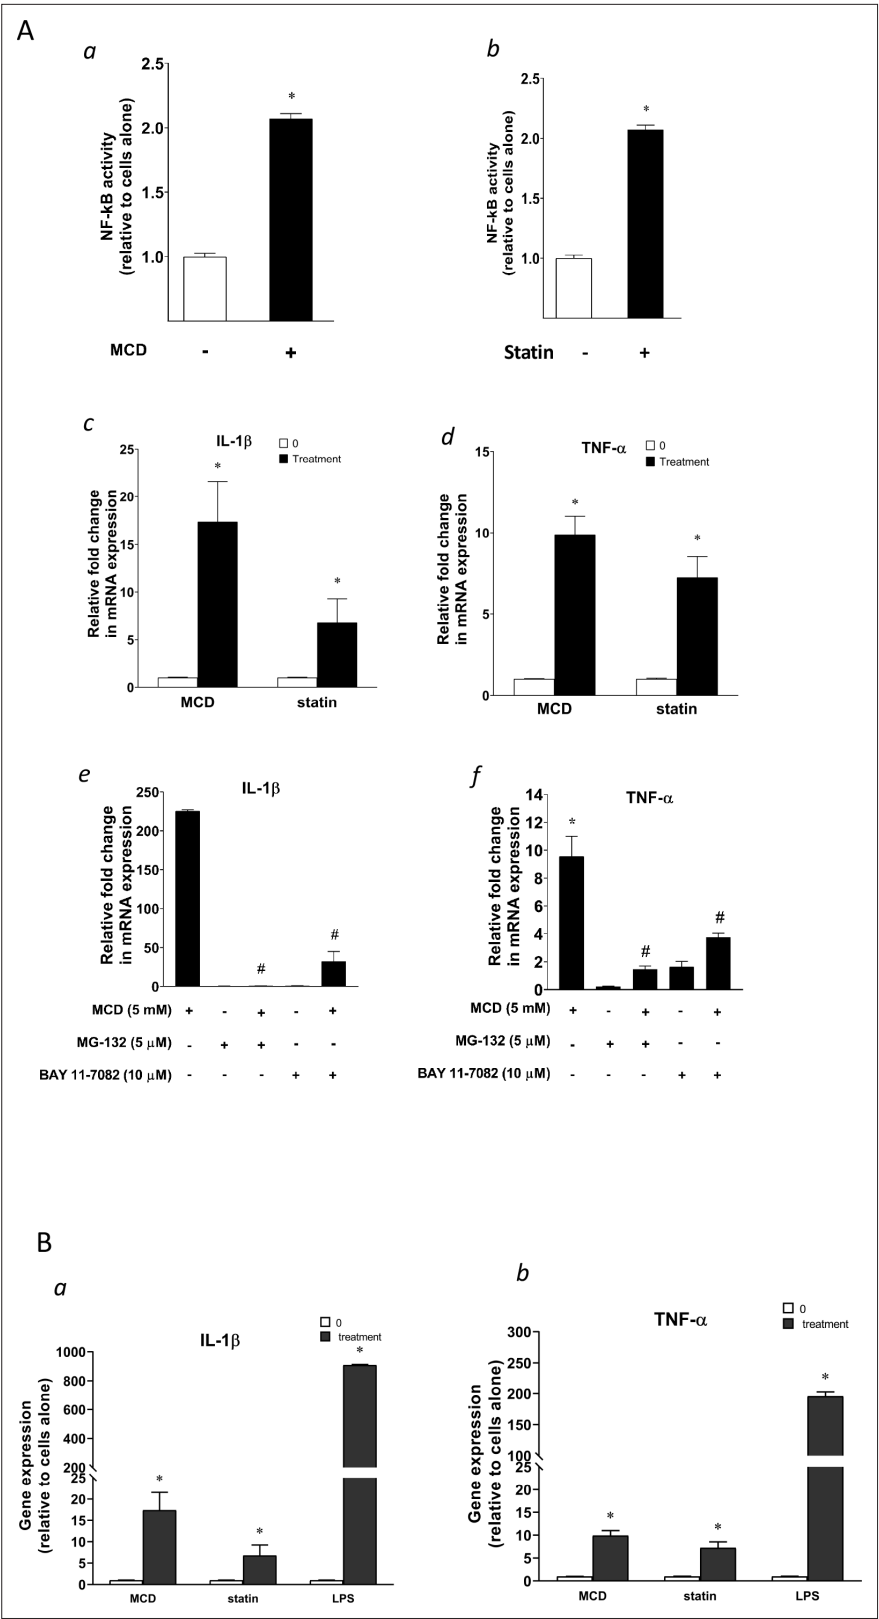 A
a
NF-kB activity
(relative to cells alone)
2.5
2.0
1.5
1.0
*
MCD - +
b
NF-kB activity
(relative to cells alone)
2.5
2.0
1.5
1.0
*
Statin - +
c
IL-1β
0
Treatment
Relative fold change
in mRNA expression
25
20
15
10
5
0
*
*
MCD statin
d
TNF-α
0
Treatment
Relative fold change
in mRNA expression
15
10
5
0
*
*
MCD statin
e
IL-1β
Relative fold change
in mRNA expression
250
200
150
100
50
0
#
#
MCD (5 mM) + - + - +
MG-132 (5 μM) - + + - -
BAY 11-7082 (10 μM) - - - + +
f
TNF-α
Relative fold change
in mRNA expression
14
12
10
8
6
4
2
0
*
#
#
MCD (5 mM) + - + - +
MG-132 (5 μM) - + + - -
BAY 11-7082 (10 μM) - - - + +
B
a
IL-1β
0
treatment
Gene expression
(relative to cells alone)
1000
800
600
400
200
25
20
15
10
5
0
*
*
*
MCD statin LPS
b
TNF-α
0
treatment
Gene expression
(relative to cells alone)
300
250
200
150
100
25
20
15
10
5
0
*
*
*
MCD statin LPS